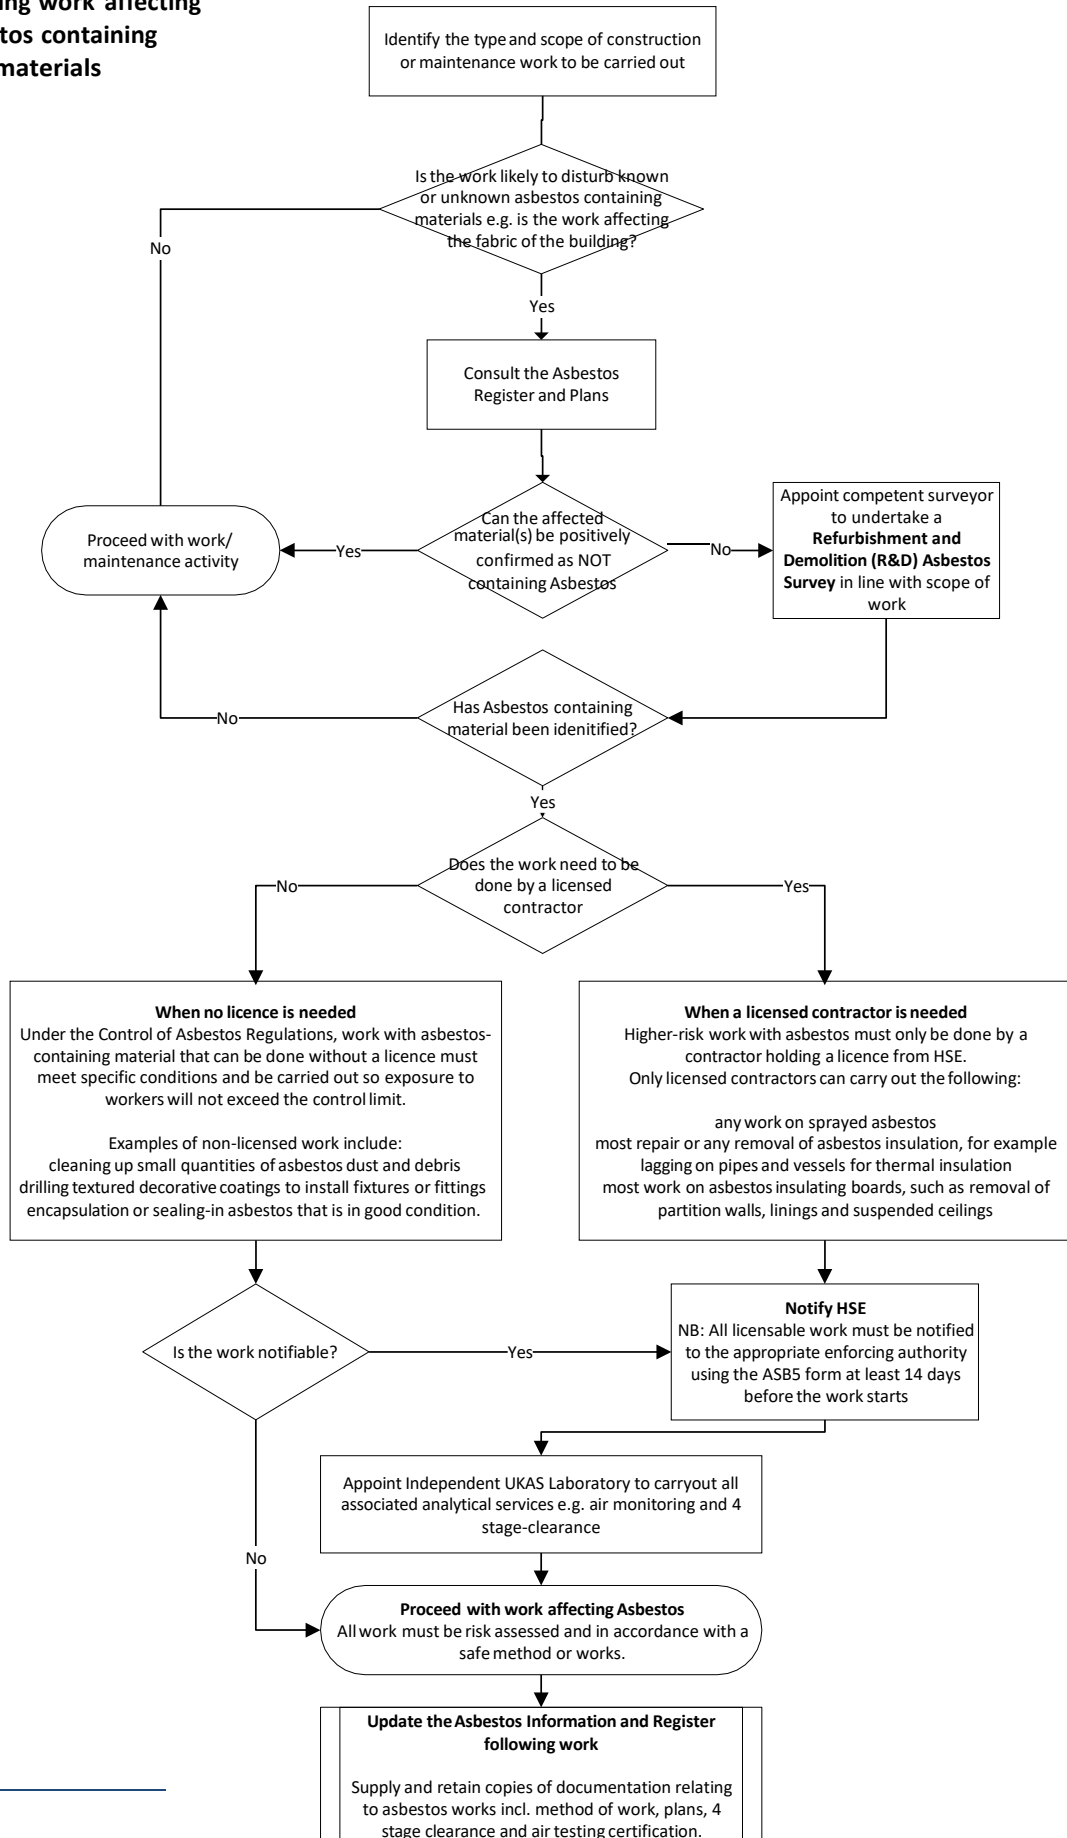 ing work affecting
tos containing
materials
Identify the type and scope of construction
or maintenance work to be carried out
Is the work likely to disturb known
or unknown asbestos containing
materials e.g. is the work affecting
the fabric of the building?
No
Yes
Consult the Asbestos
Register and Plans
Can the affected
material(s) be positively
confirmed as NOT
containing Asbestos
Yes
No
Proceed with work/
maintenance activity
Appoint competent surveyor
to undertake a
Refurbishment and
Demolition (R&D) Asbestos
Survey in line with scope of
work
Has Asbestos containing
material been idenitified?
No
Yes
Does the work need to be
done by a licensed
contractor
No
Yes
When no licence is needed
Under the Control of Asbestos Regulations, work with asbestos-
containing material that can be done without a licence must
meet specific conditions and be carried out so exposure to
workers will not exceed the control limit.
Examples of non-licensed work include:
cleaning up small quantities of asbestos dust and debris
drilling textured decorative coatings to install fixtures or fittings
encapsulation or sealing-in asbestos that is in good condition.
When a licensed contractor is needed
Higher-risk work with asbestos must only be done by a
contractor holding a licence from HSE.
Only licensed contractors can carry out the following:
any work on sprayed asbestos
most repair or any removal of asbestos insulation, for example
lagging on pipes and vessels for thermal insulation
most work on asbestos insulating boards, such as removal of
partition walls, linings and suspended ceilings
Is the work notifiable?
Yes
No
Notify HSE
NB: All licensable work must be notified
to the appropriate enforcing authority
using the ASB5 form at least 14 days
before the work starts
Appoint Independent UKAS Laboratory to carryout all
associated analytical services e.g. air monitoring and 4
stage-clearance
Proceed with work affecting Asbestos
All work must be risk assessed and in accordance with a
safe method or works.
Update the Asbestos Information and Register
following work
Supply and retain copies of documentation relating
to asbestos works incl. method of work, plans, 4
stage clearance and air testing certification.